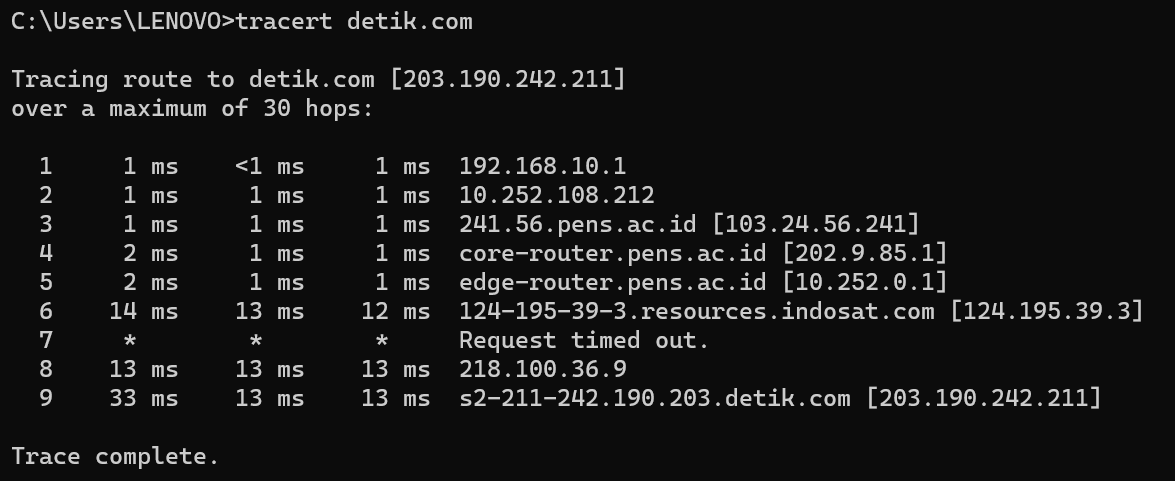 C:\Users\LENOVO>tracert detik.com
Tracing route to detik.com [203.190.242.211]
over a maximum of 30 hops:
1 1 ms <1 ms 1 ms 192.168.10.1
2 1 ms 1 ms 1 ms 10.252.108.212
3 1 ms 1 ms 1 ms 241.56.pens.ac.id [103.24.56.241]
4 2 ms 1 ms 1 ms core-router.pens.ac.id [202.9.85.1]
5 2 ms 1 ms 1 ms edge-router.pens.ac.id [10.252.0.1]
6 14 ms 13 ms 12 ms 124-195-39-3.resources.indosat.com [124.195.39.3]
7 * * * Request timed out.
8 13 ms 13 ms 13 ms 218.100.36.9
9 33 ms 13 ms 13 ms s2-211-242.190.203.detik.com [203.190.242.211]
Trace complete.